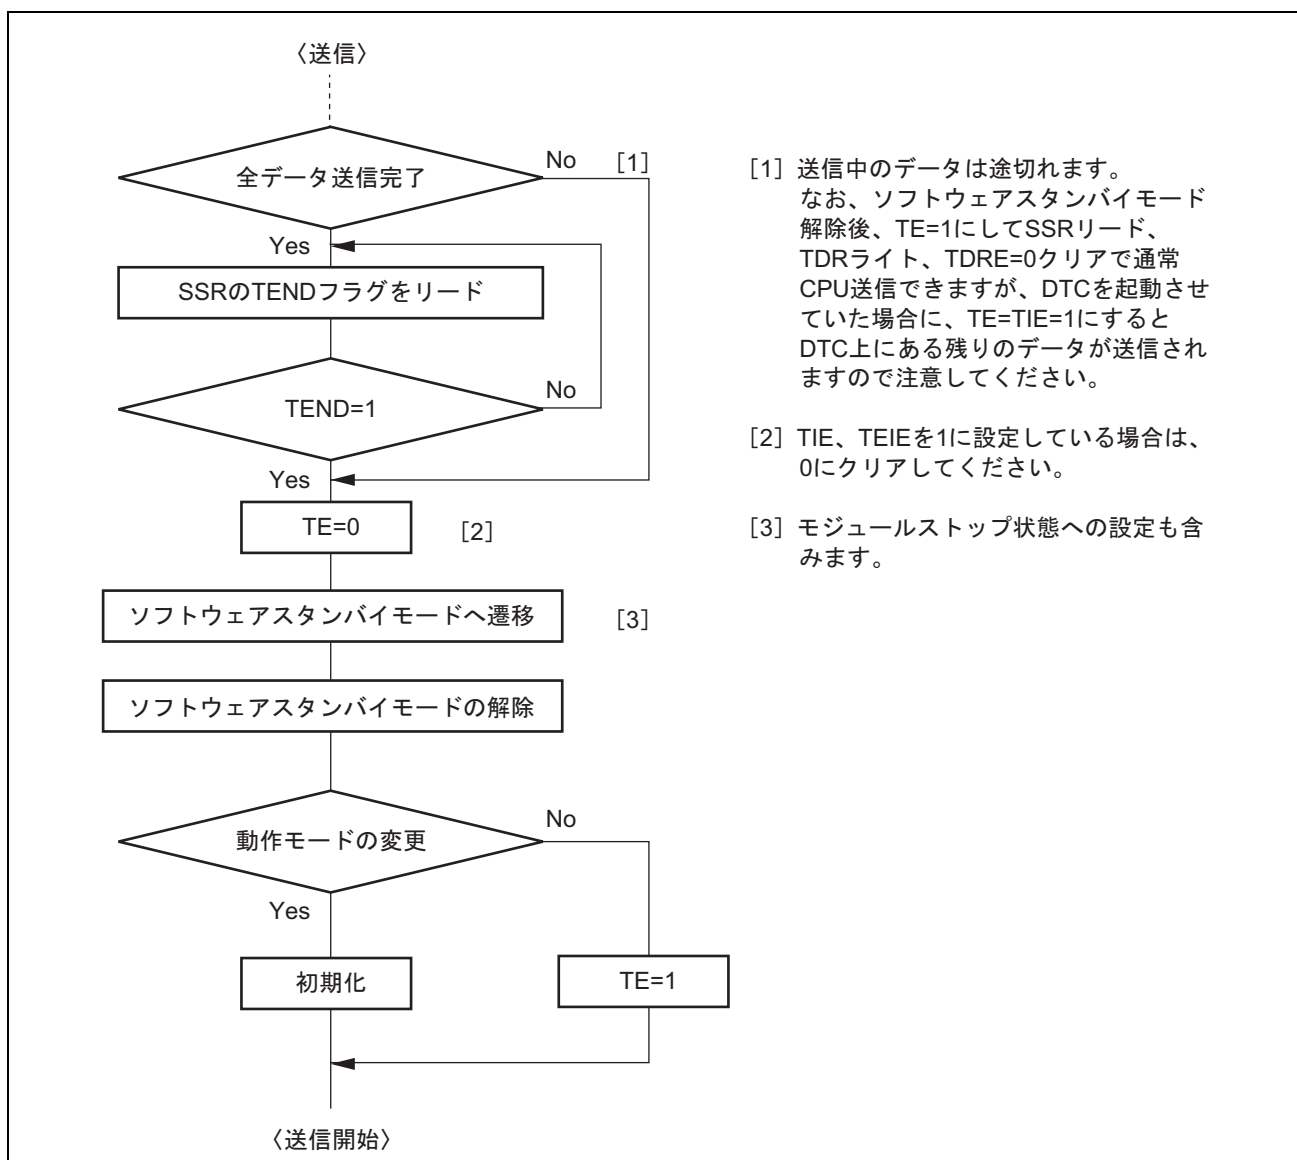 〈送信〉
全データ送信完了
No
[1]
Yes
SSRのTENDフラグをリード
TEND=1
No
Yes
TE=0
[2]
ソフトウェアスタンバイモードへ遷移
[3]
ソフトウェアスタンバイモードの解除
動作モードの変更
No
Yes
初期化
TE=1
〈送信開始〉
[1] 送信中のデータは途切れます。
なお、ソフトウェアスタンバイモード
解除後、TE=1にしてSSRリード、
TDRライト、TDRE=0クリアで通常
CPU送信できますが、DTCを起動させ
ていた場合に、TE=TIE=1にすると
DTC上にある残りのデータが送信され
ますので注意してください。
[2] TIE、TEIEを1に設定している場合は、
0にクリアしてください。
[3] モジュールストップ状態への設定も含
みます。